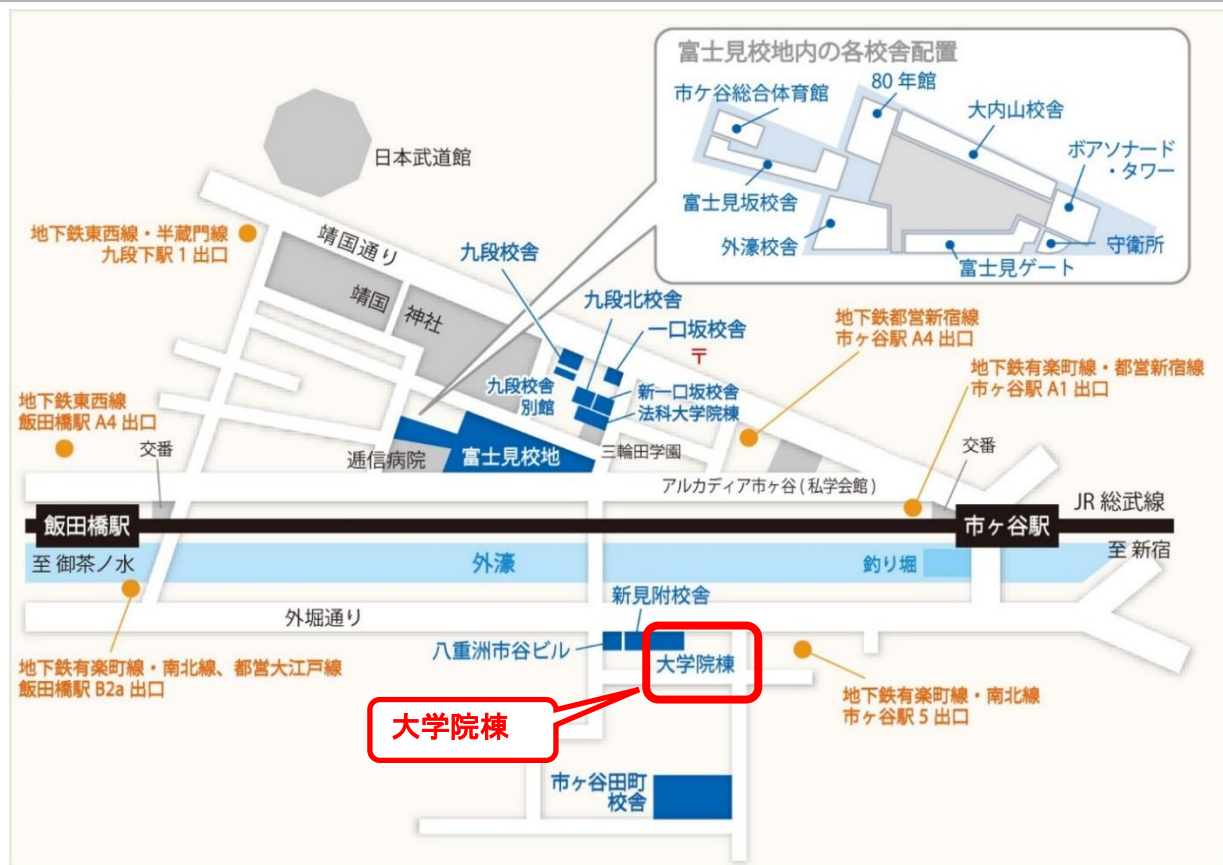 富士見校地内の各校舎配置
80年館
市ケ谷総合体育館
大内山校舎
ボアソナード
・タワー
富士見坂校舎
外濠校舎
富士見ゲート
守衛所
日本武道館
地下鉄東西線・半蔵門線
九段下駅1出口
靖国通り
九段校舎
靖国
神社
九段北校舎
一口坂校舎
〒
地下鉄都営新宿線
市ヶ谷駅A4出口
地下鉄有楽町線・都営新宿線
市ヶ谷駅A1出口
九段校舎
別館
新一口坂校舎
法科大学院棟
地下鉄東西線
飯田橋駅A4出口
交番
逓信病院
富士見校地
三輪田学園
アルカディア市ヶ谷(私学会館)
交番
飯田橋駅
市ヶ谷駅
JR総武線
至 御茶ノ水
外濠
釣り堀
至 新宿
外堀通り
新見附校舎
八重洲市谷ビル
大学院棟
地下鉄有楽町線・南北線、都営大江戸線
飯田橋駅B2a出口
地下鉄有楽町線・南北線
市ヶ谷駅5出口
大学院棟
市ケ谷田町
校舎